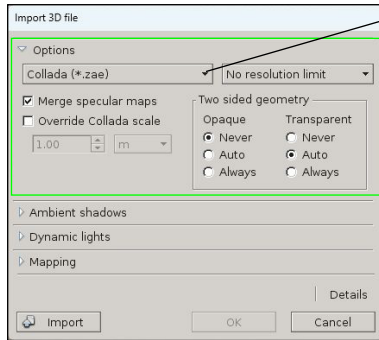 Import 3D file
Options
Collada (*.zae) No resolution limit
Merge specular maps
Override Collada scale
1.00 m
Two sided geometry
Opaque Transparent
Never Never
Auto Auto
Always Always
Ambient shadows
Dynamic lights
Mapping
Details
Import OK Cancel